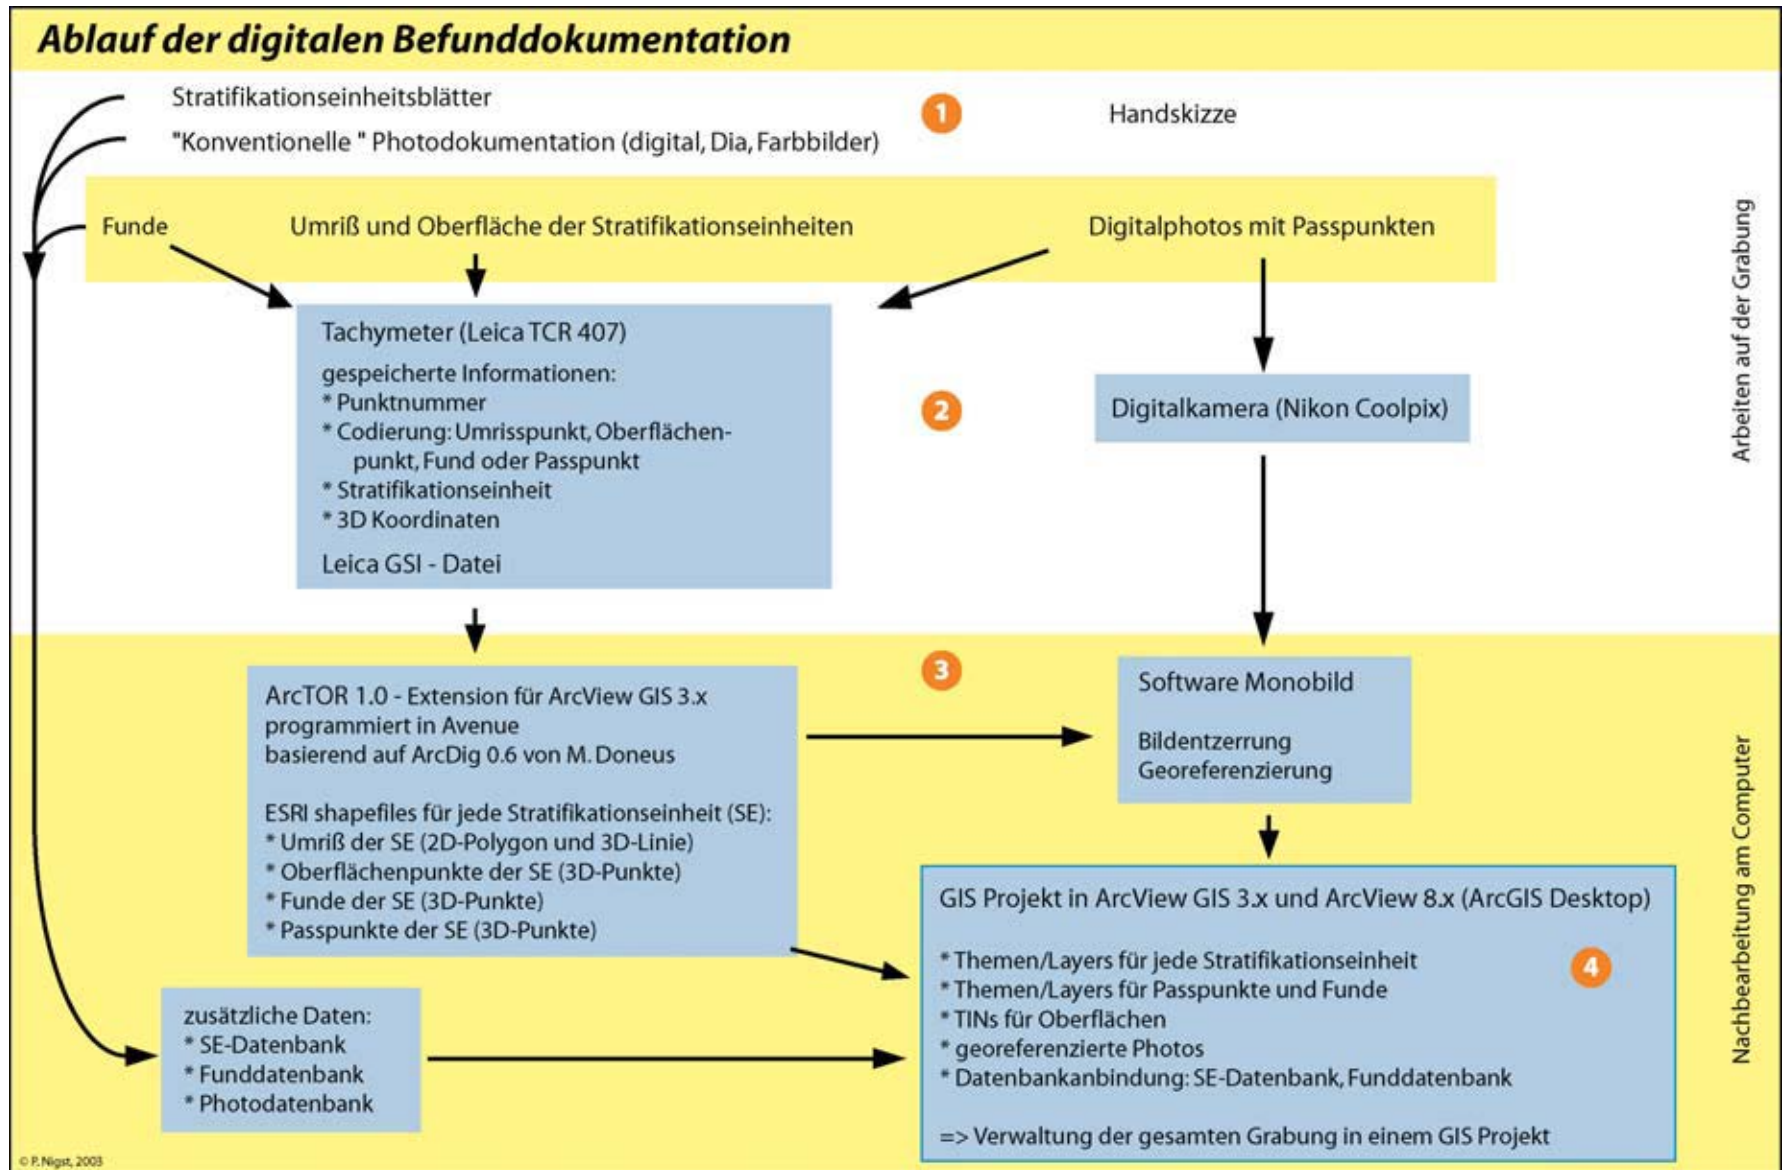 Ablauf der digitalen Befunddokumentation
Stratifikationseinheitsblätter
1
Handskizze
"Konventionelle " Photodokumentation (digital, Dia, Farbbilder)
Funde
Umriß und Oberfläche der Stratifikationseinheiten
Digitalphotos mit Passpunkten
Arbeiten auf der Grabung
Tachymeter (Leica TCR 407)
gespeicherte Informationen:
* Punktnummer
* Codierung: Umrisspunkt, Oberflächen-
punkt, Fund oder Passpunkt
* Stratifikationseinheit
* 3D Koordinaten
Leica GSI - Datei
2
Digitalkamera (Nikon Coolpix)
3
ArcTOR 1.0 - Extension für ArcView GIS 3.x
programmiert in Avenue
basierend auf ArcDig 0.6 von M. Doneus
ESRI shapefiles für jede Stratifikationseinheit (SE):
* Umriß der SE (2D-Polygon und 3D-Linie)
* Oberflächenpunkte der SE (3D-Punkte)
* Funde der SE (3D-Punkte)
* Passpunkte der SE (3D-Punkte)
Software Monobild
Bildentzerrung
Georeferenzierung
Nachbearbeitung am Computer
zusätzliche Daten:
* SE-Datenbank
* Funddatenbank
* Photodatenbank
GIS Projekt in ArcView GIS 3.x und ArcView 8.x (ArcGIS Desktop)
* Themen/Layers für jede Stratifikationseinheit
* Themen/Layers für Passpunkte und Funde
* TINs für Oberflächen
* georeferenzierte Photos
* Datenbankanbindung: SE-Datenbank, Funddatenbank
=> Verwaltung der gesamten Grabung in einem GIS Projekt
4
© P. Nigst, 2003